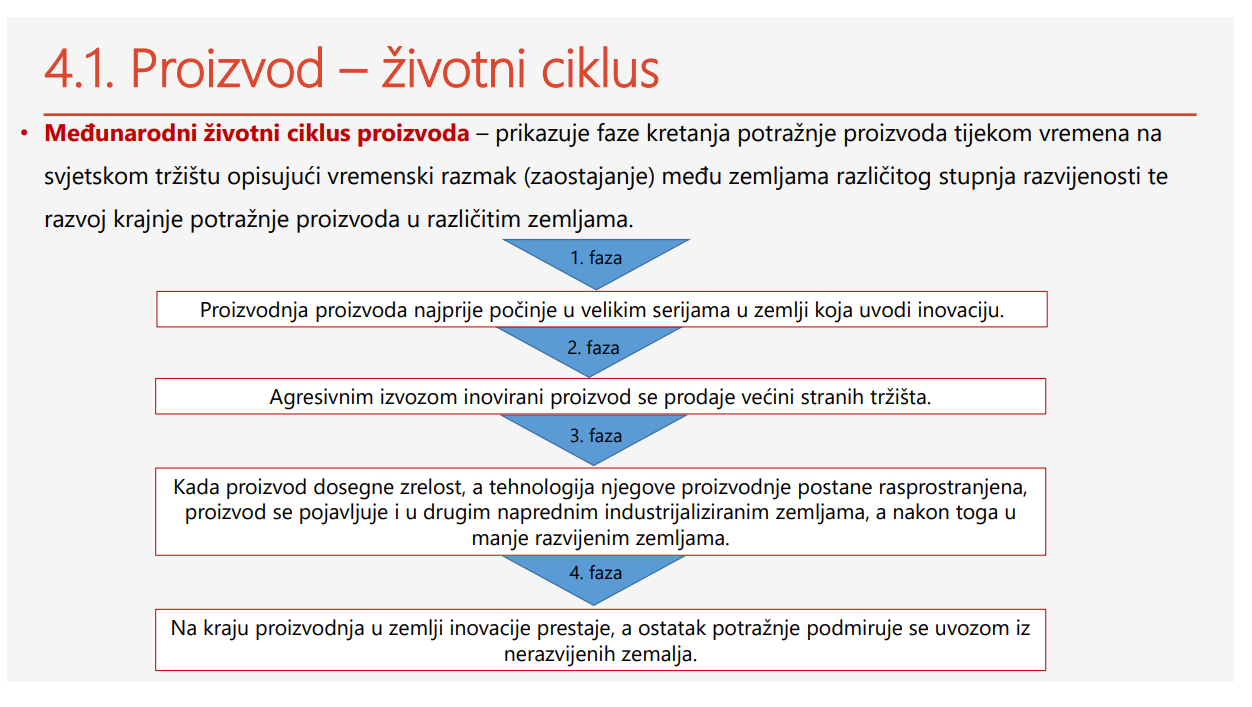 4.1. Proizvod – životni ciklus
• Međunarodni životni ciklus proizvoda – prikazuje faze kretanja potražnje proizvoda tijekom vremena na
svjetskom tržištu opisujući vremenski razmak (zaostajanje) među zemljama različitog stupnja razvijenosti te
razvoj krajnje potražnje proizvoda u različitim zemljama.
1. faza
Proizvodnja proizvoda najprije počinje u velikim serijama u zemlji koja uvodi inovaciju.
2. faza
Agresivnim izvozom inovirani proizvod se prodaje većini stranih tržišta.
3. faza
Kada proizvod dosegne zrelost, a tehnologija njegove proizvodnje postane rasprostranjena,
proizvod se pojavljuje i u drugim naprednim industrijaliziranim zemljama, a nakon toga u
manje razvijenim zemljama.
4. faza
Na kraju proizvodnja u zemlji inovacije prestaje, a ostatak potražnje podmiruje se uvozom iz
nerazvijenih zemalja.